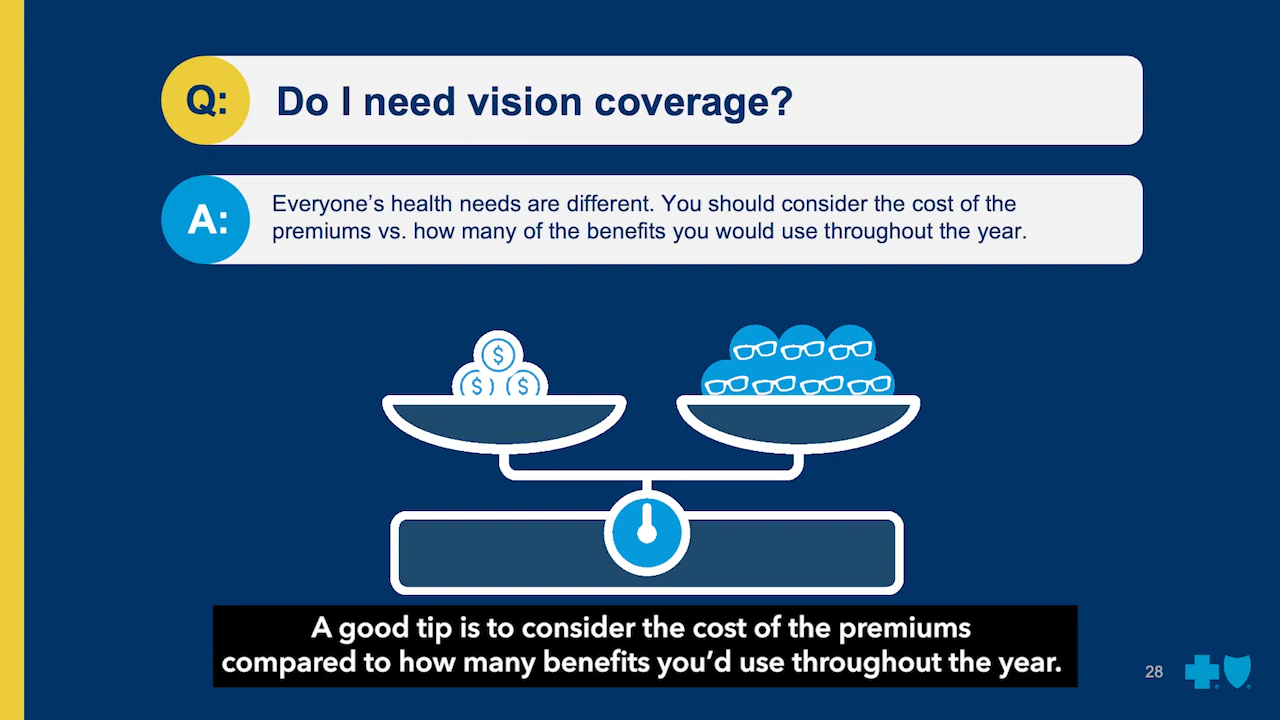 Q: Do I need vision coverage?
A: Everyone’s health needs are different. You should consider the cost of the
premiums vs. how many of the benefits you would use throughout the year.
$
$ $
A good tip is to consider the cost of the premiums
compared to how many benefits you’d use throughout the year.
28